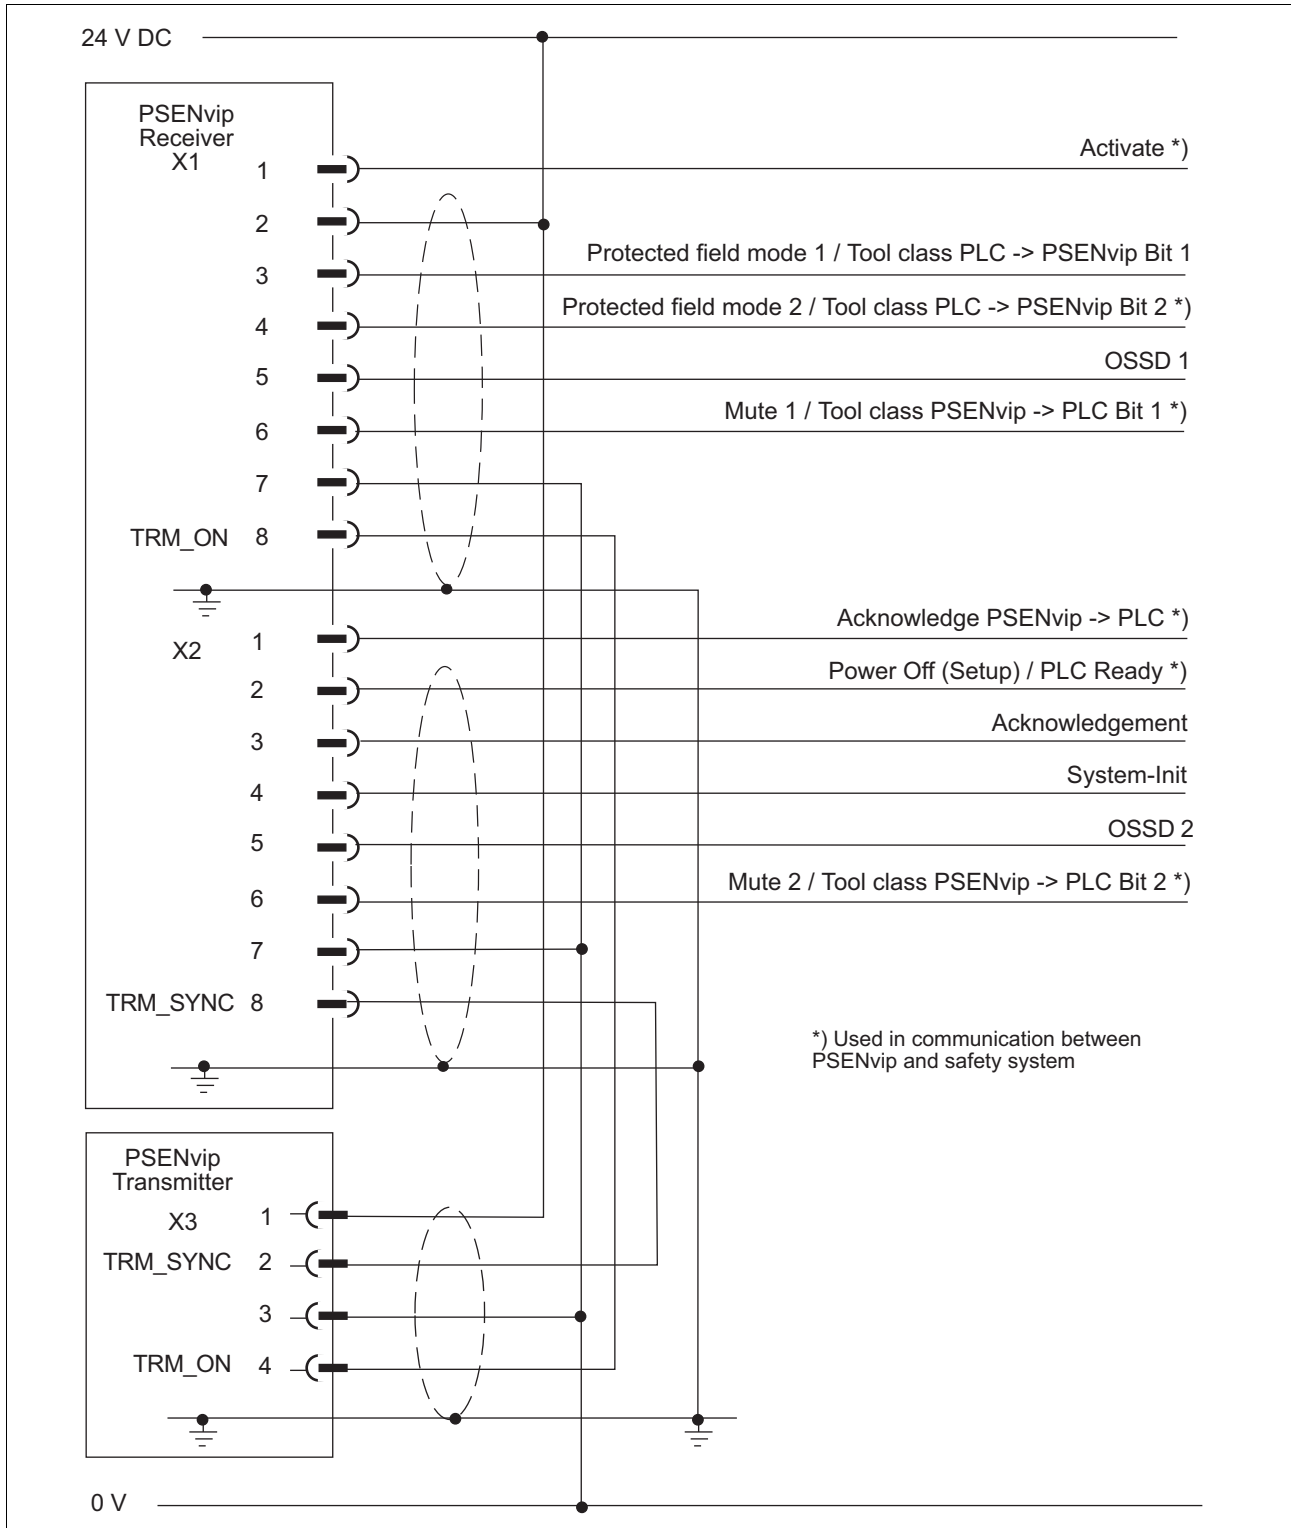 24 V DC
PSENvip
Receiver
X1
1
Activate *)
2
3
Protected field mode 1 / Tool class PLC -> PSENvip Bit 1
4
Protected field mode 2 / Tool class PLC -> PSENvip Bit 2 *)
5
OSSD 1
6
Mute 1 / Tool class PSENvip -> PLC Bit 1 *)
7
TRM_ON 8
X2
1
Acknowledge PSENvip -> PLC *)
2
Power Off (Setup) / PLC Ready *)
3
Acknowledgement
4
System-Init
5
OSSD 2
6
Mute 2 / Tool class PSENvip -> PLC Bit 2 *)
7
TRM_SYNC 8
*) Used in communication between
PSENvip and safety system
PSENvip
Transmitter
X3 1
TRM_SYNC 2
3
TRM_ON 4
0 V